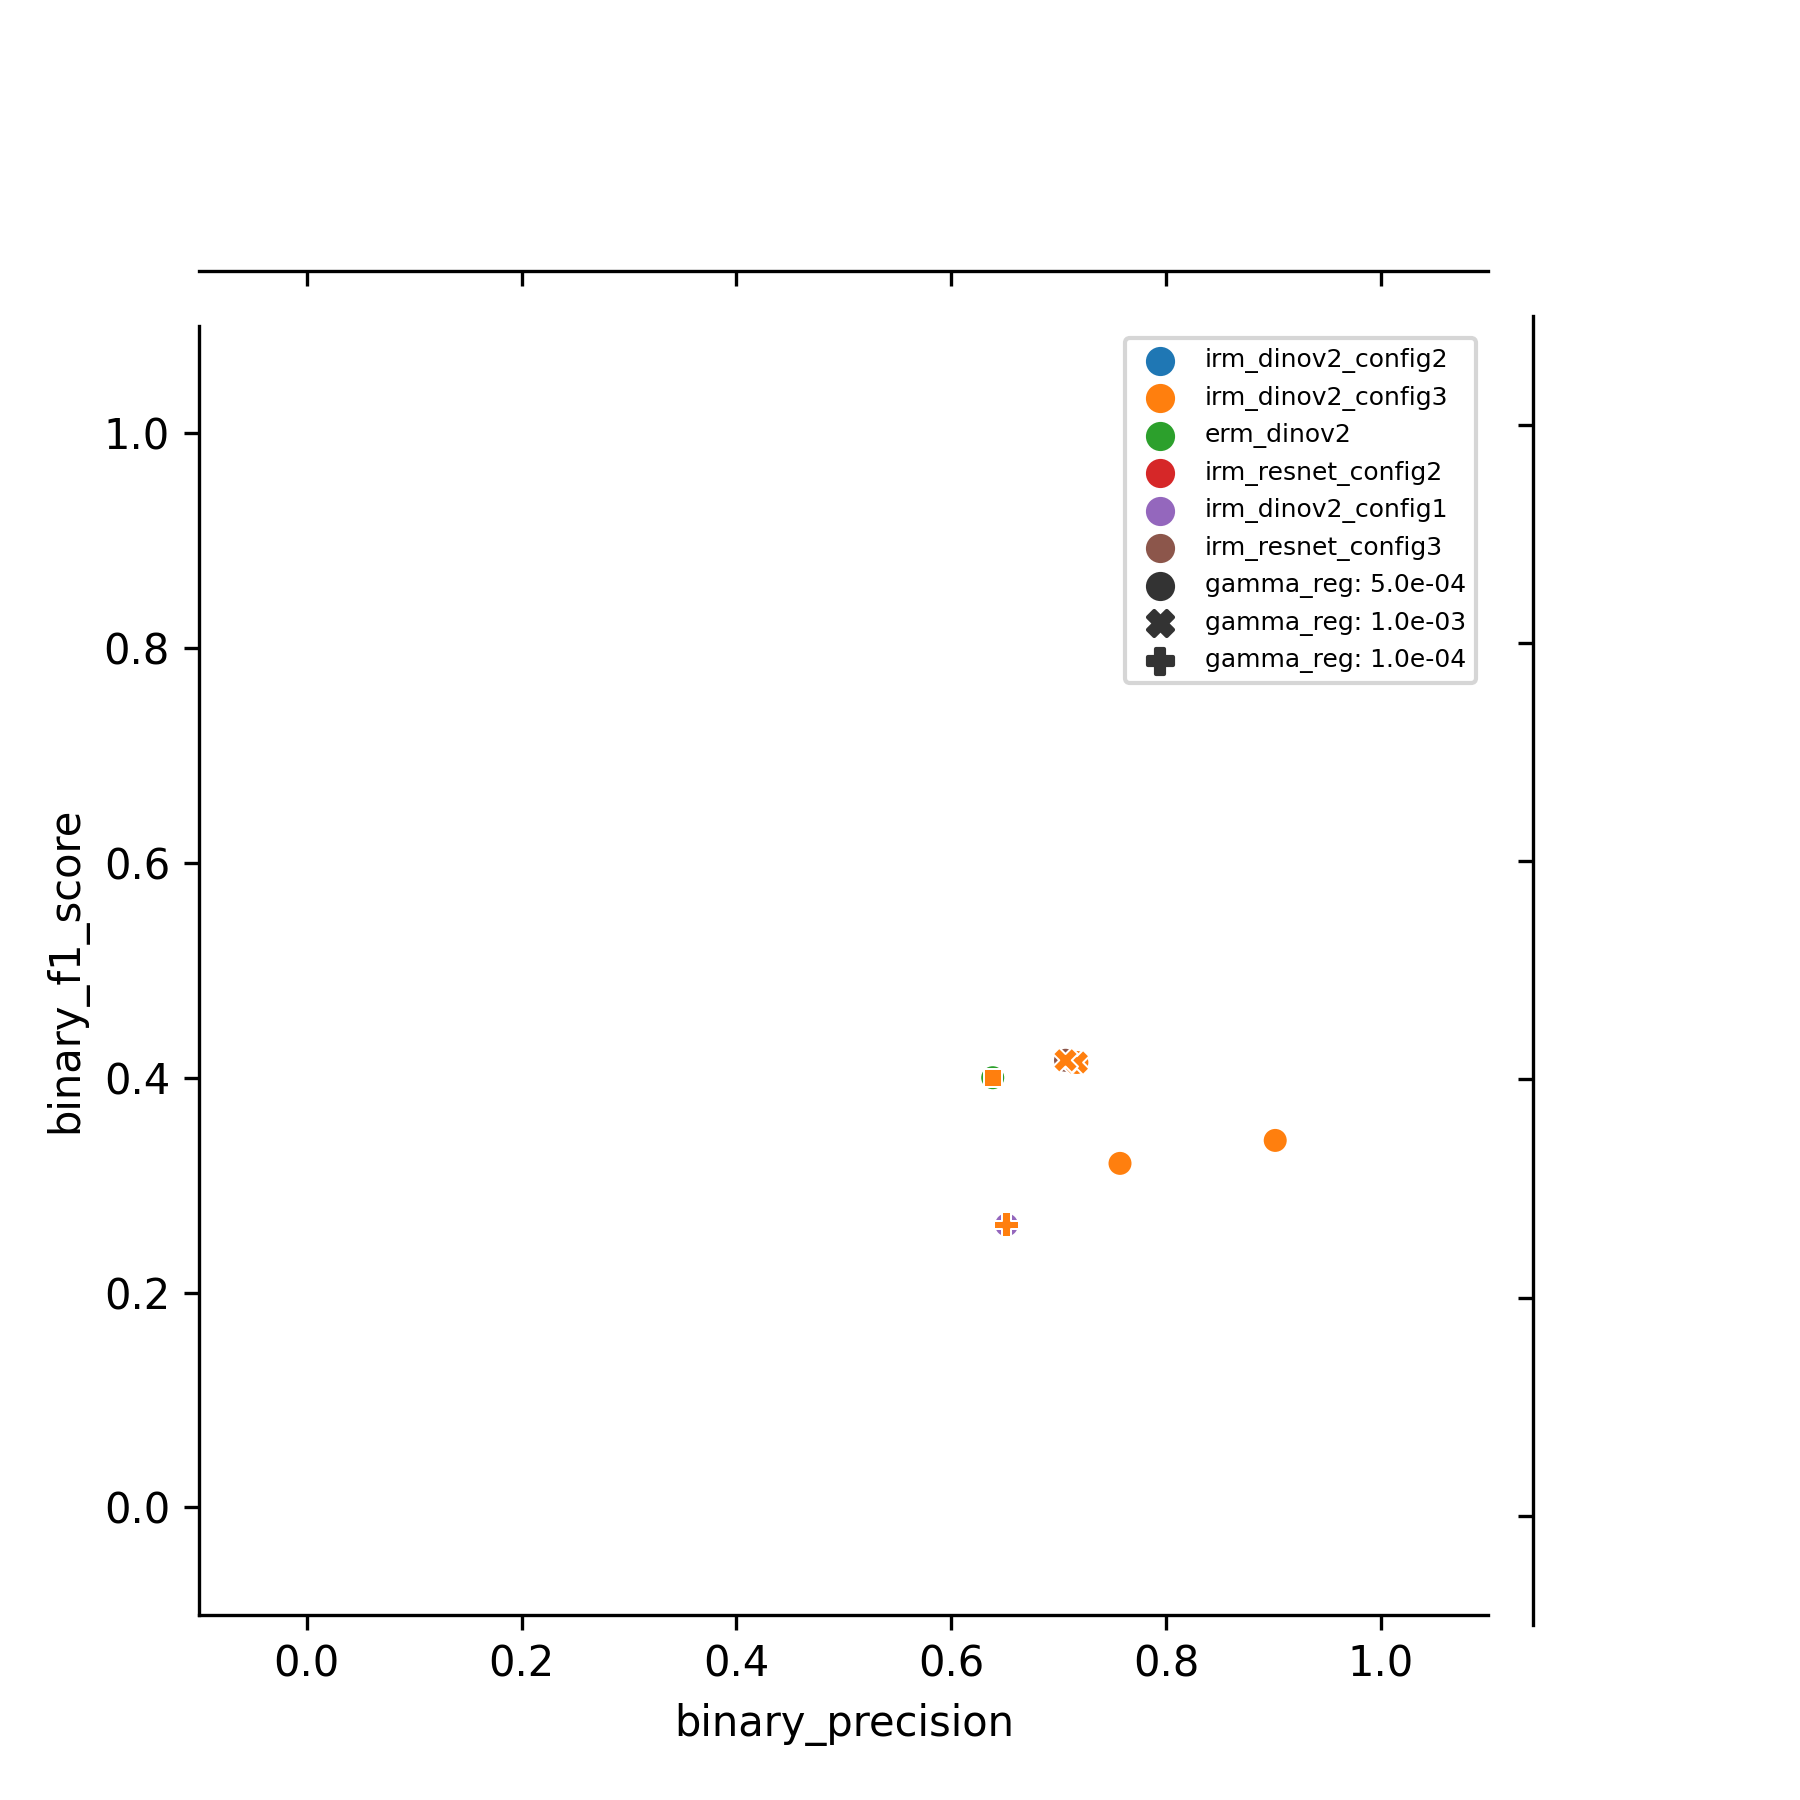 irm_dinov2_config2
irm_dinov2_config3
erm_dinov2
irm_resnet_config2
irm_dinov2_config1
irm_resnet_config3
gamma_reg: 5.0e-04
gamma_reg: 1.0e-03
gamma_reg: 1.0e-04
1.0
0.8
0.6
0.4
0.2
0.0
binary_f1_score
0.0 0.2 0.4 0.6 0.8 1.0
binary_precision